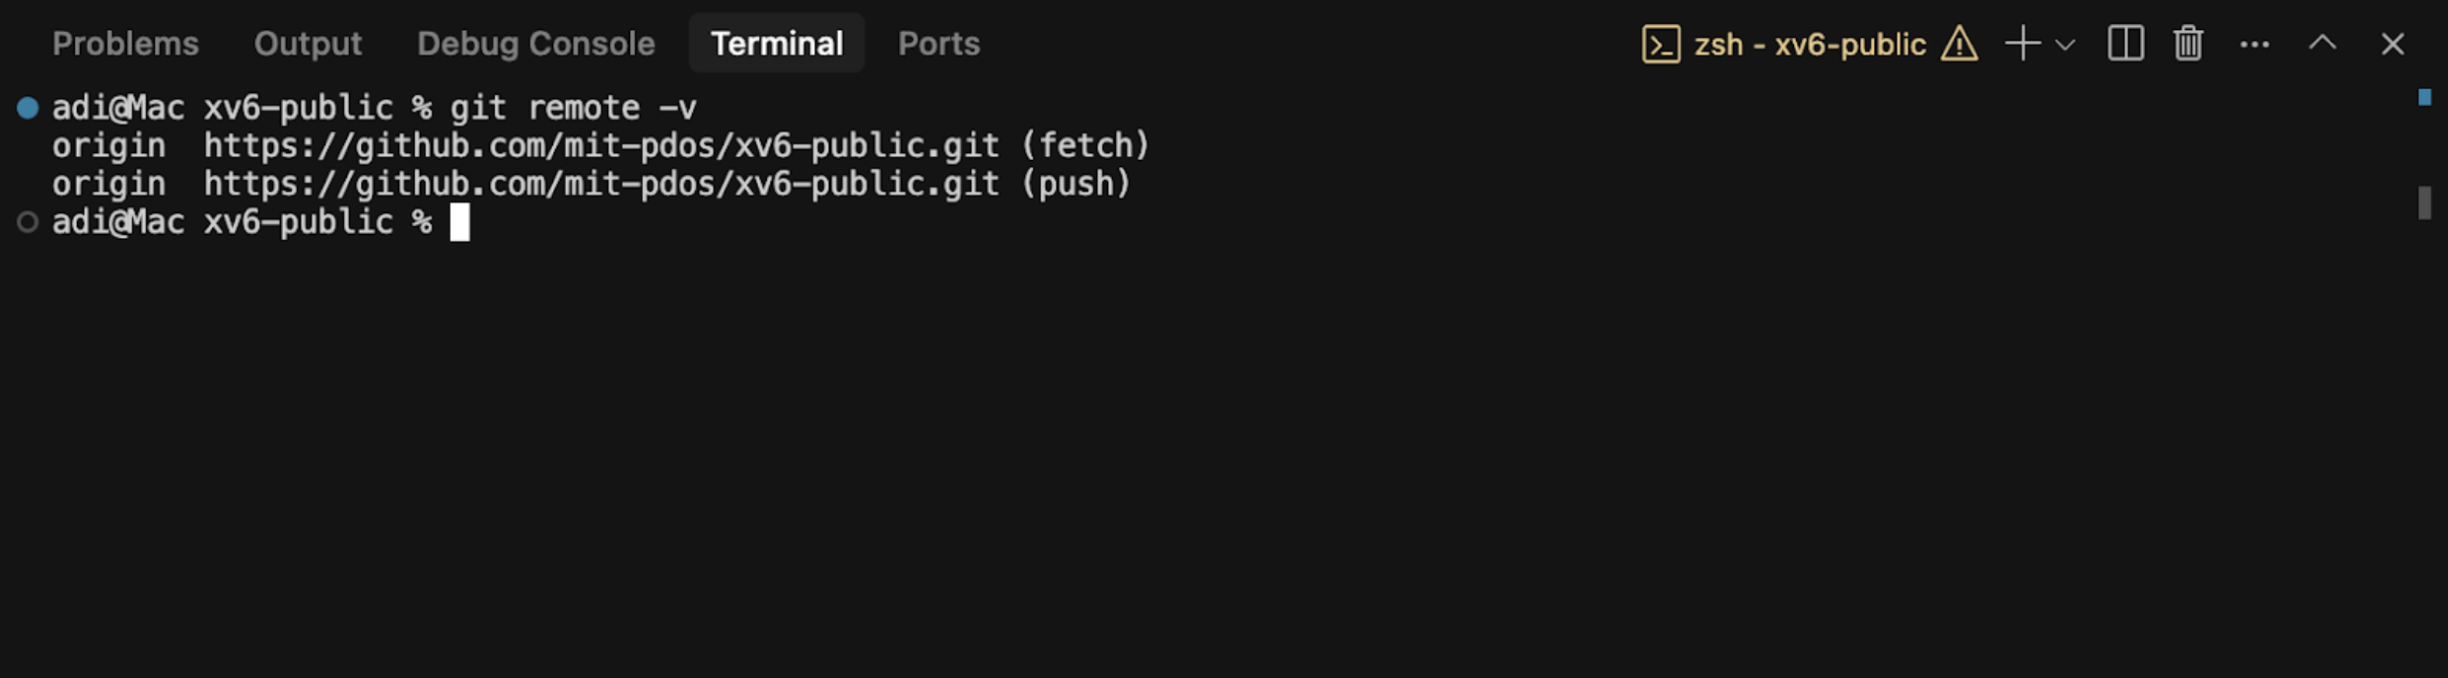 Problems Output Debug Console Terminal Ports zsh - xv6-public
adi@Mac xv6-public % git remote -v
origin  https://github.com/mit-pdos/xv6-public.git (fetch)
origin  https://github.com/mit-pdos/xv6-public.git (push)
adi@Mac xv6-public %